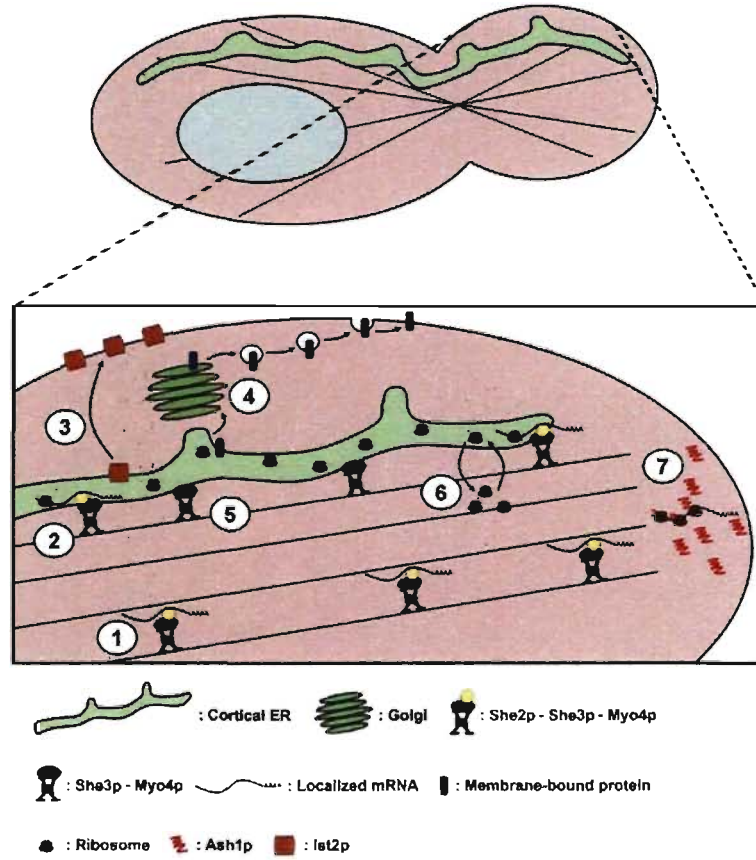 3
4
7
6
5
2
1
: Cortical ER : Golgi : She2p - She3p - Myo4p
: She3p - Myo4p : Localized mRNA : Membrane-bound protein
: Ribosome : Ash1p : Ist2p